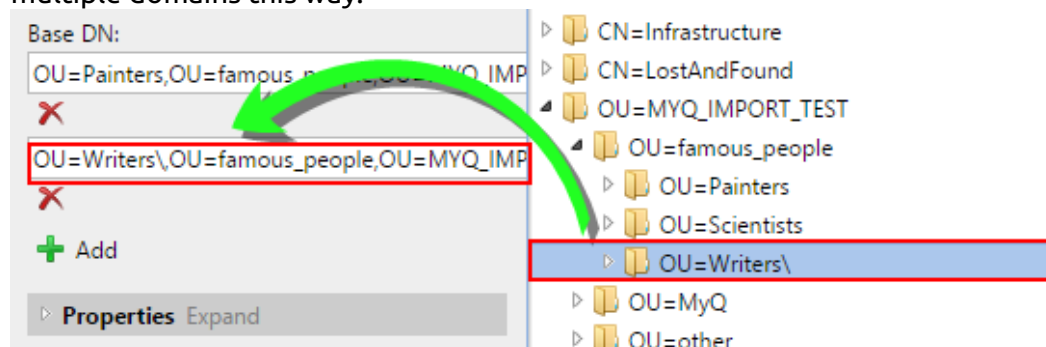 multiple domains this way.
Base DN:
OU=Painters,OU=famous_people,OU=MYQ_IMP
OU=Writers\,OU=famous_people,OU=MYQ_IMP
Add
Properties Expand
CN=Infrastructure
CN=LostAndFound
OU=MYQ_IMPORT_TEST
OU=famous_people
OU=Painters
OU=Scientists
OU=Writers\
OU=MyQ
OU=other